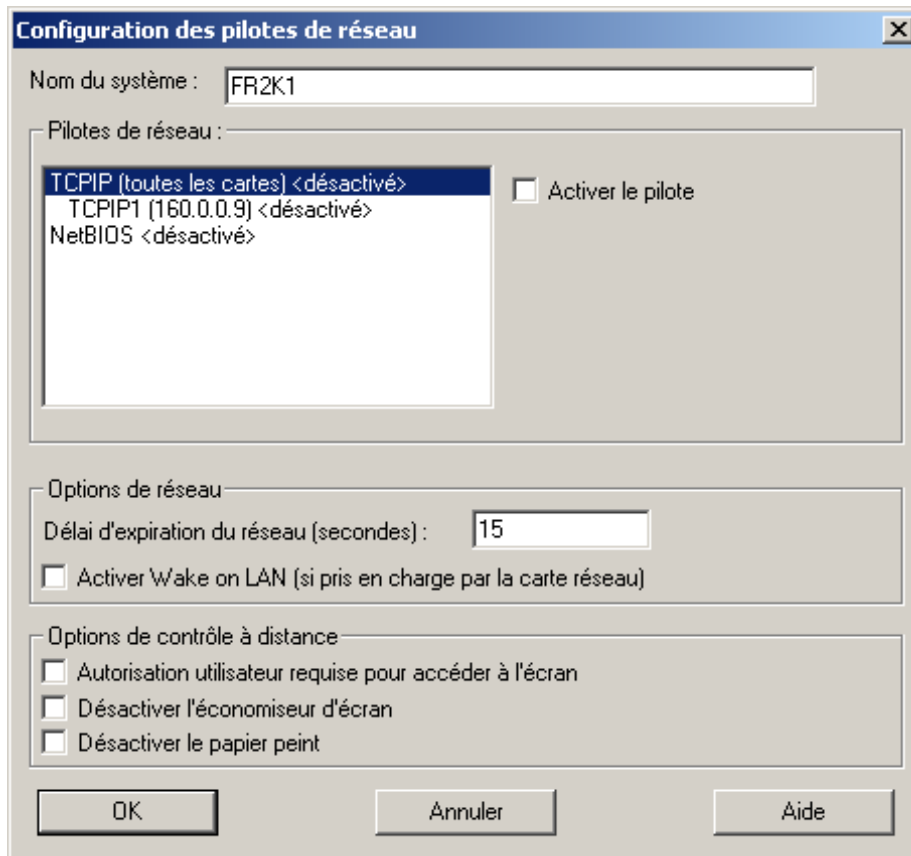 Configuration des pilotes de réseau
Nom du système : FR2K1
Pilotes de réseau :
TCPIP (toutes les cartes) <désactivé>
Activer le pilote
TCPIP1 (160.0.0.9) <désactivé>
NetBIOS <désactivé>
Options de réseau
Délai d'expiration du réseau (secondes) : 15
Activer Wake on LAN (si pris en charge par la carte réseau)
Options de contrôle à distance
Autorisation utilisateur requise pour accéder à l'écran
Désactiver l'économiseur d'écran
Désactiver le papier peint
OK Annuler Aide